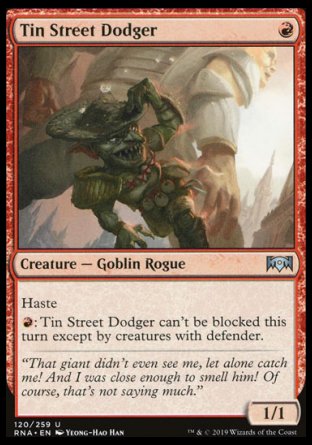 Tin Street Dodger
Creature — Goblin Rogue
Haste
: Tin Street Dodger can't be blocked
this turn except by creatures with defender.
"That giant didn't even see me, let alone catch
me! And I was close enough to smell him! Of
course, that's not saying much."
1/1
120/259 U
RNA • EN Yeong-Hao Han
™ & © 2019 Wizards of the Coast